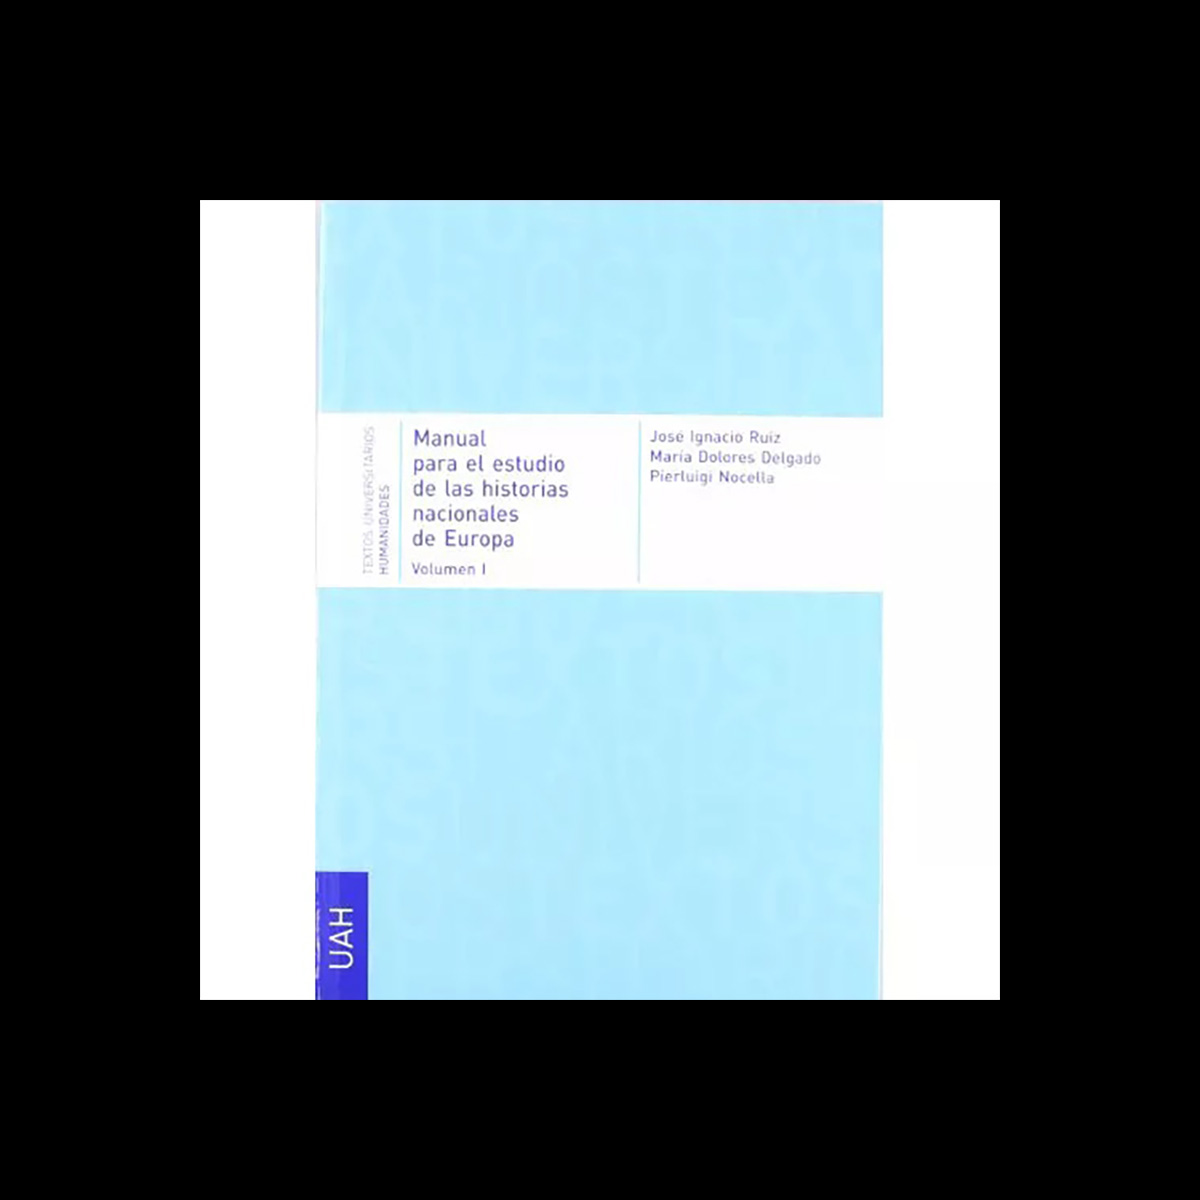 TEXTOS UNIVERSITARIOS
HUMANIDADES
Manual
para el estudio
de las historias
nacionales
de Europa
Volumen I
José Ignacio Ruiz
María Dolores Delgado
Pierluigi Nocella
UAH